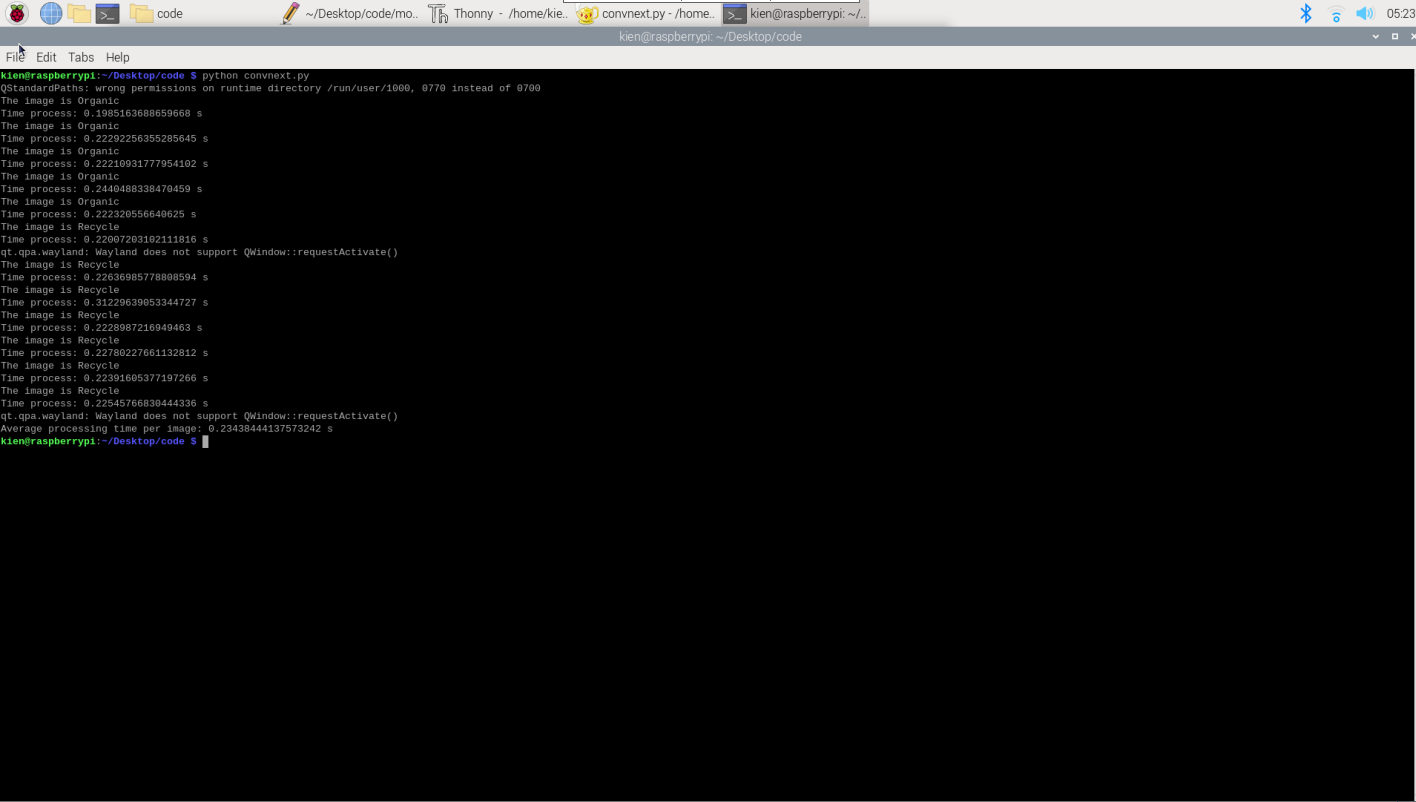 code
~/Desktop/code/mo..
Thonny - /home/kie..
convnext.py - /home..
kien@raspberrypi: ~/..
05:23
kien@raspberrypi: ~/Desktop/code
File Edit Tabs Help
kien@raspberrypi:~/Desktop/code $ python convnext.py
QStandardPaths: wrong permissions on runtime directory /run/user/1000, 0770 instead of 0700
The image is Organic
Time process: 0.1985163688659668 s
The image is Organic
Time process: 0.22292256355285645 s
The image is Organic
Time process: 0.22210931777954102 s
The image is Organic
Time process: 0.2440488338470459 s
The image is Organic
Time process: 0.222320556640625 s
The image is Recycle
Time process: 0.22007203102111816 s
qt.qpa.wayland: Wayland does not support QWindow::requestActivate()
The image is Recycle
Time process: 0.22636985778808594 s
The image is Recycle
Time process: 0.31229639053344727 s
The image is Recycle
Time process: 0.2228987216949463 s
The image is Recycle
Time process: 0.22780227661132812 s
The image is Recycle
Time process: 0.22391605377197266 s
The image is Recycle
Time process: 0.22545766830444336 s
qt.qpa.wayland: Wayland does not support QWindow::requestActivate()
Average processing time per image: 0.23438444137573242 s
kien@raspberrypi:~/Desktop/code $